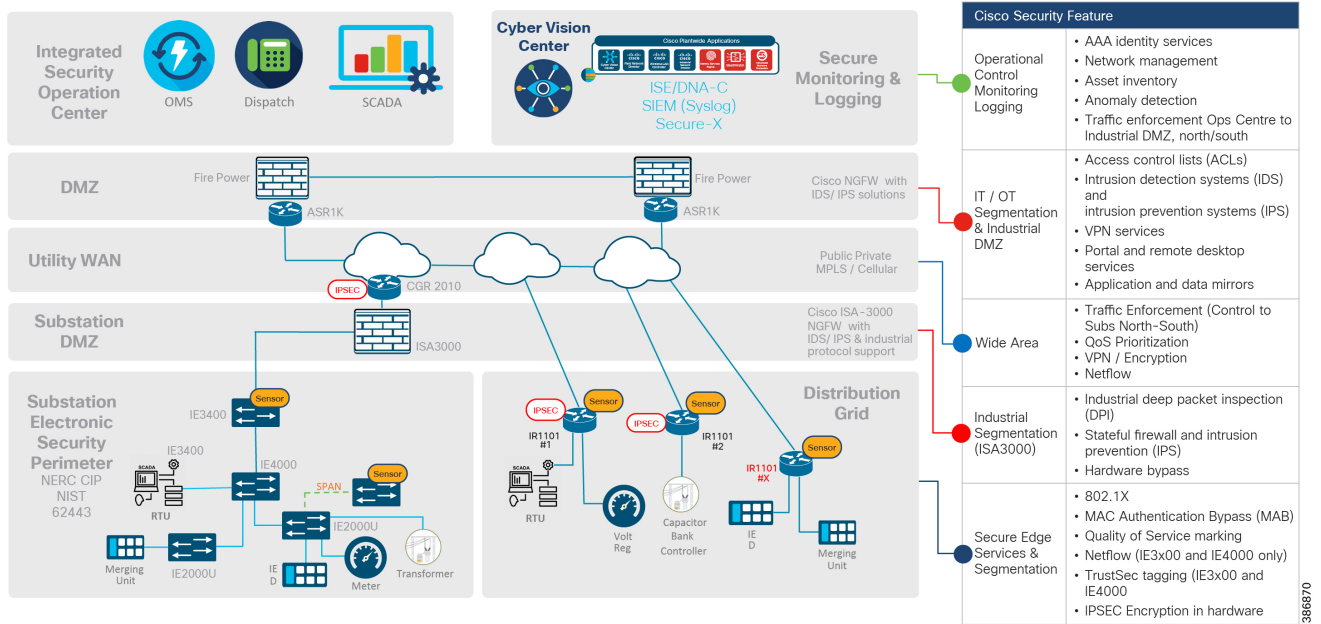 Integrated
Security
Operation
Center
OMS
Dispatch
SCADA
Cyber Vision
Center
Cisco Plantwide Applications
ISE/DNA-C
SIEM (Syslog)
Secure-X
Secure
Monitoring &
Logging
DMZ
Fire Power
ASR1K
Fire Power
ASR1K
Cisco NGFW with
IDS/ IPS solutions
Utility WAN
IPSEC
CGR 2010
Public Private
MPLS / Cellular
Substation
DMZ
ISA3000
Cisco ISA-3000
NGFW with
IDS/ IPS & industrial
protocol support
Substation
Electronic
Security
Perimeter
NERC CIP
NIST
62443
Sensor
IE3400
IE3400
SCADA
RTU
IE4000
Sensor
SPAN
IE2000U
Merging
Unit
IE2000U
IE
D
Meter
Transformer
Distribution
Grid
IPSEC
Sensor
IR1101
#1
SCADA
RTU
Volt
Reg
IPSEC
Sensor
IR1101
#2
Capacitor
Bank
Controller
Sensor
IR1101
#X
IE
D
Merging
Unit
Cisco Security Feature
Operational
Control
Monitoring
Logging
• AAA identity services
• Network management
• Asset inventory
• Anomaly detection
• Traffic enforcement Ops Centre to
Industrial DMZ, north/south
IT / OT
Segmentation
& Industrial
DMZ
• Access control lists (ACLs)
• Intrusion detection systems (IDS)
and
intrusion prevention systems (IPS)
• VPN services
• Portal and remote desktop
services
• Application and data mirrors
Wide Area
• Traffic Enforcement (Control to
Subs North-South)
• QoS Prioritization
• VPN / Encryption
• Netflow
Industrial
Segmentation
(ISA3000)
• Industrial deep packet inspection
(DPI)
• Stateful firewall and intrusion
prevention (IPS)
• Hardware bypass
Secure Edge
Services &
Segmentation
• 802.1X
• MAC Authentication Bypass (MAB)
• Quality of Service marking
• Netflow (IE3x00 and IE4000 only)
• TrustSec tagging (IE3x00 and
IE4000
• IPSEC Encryption in hardware
386870